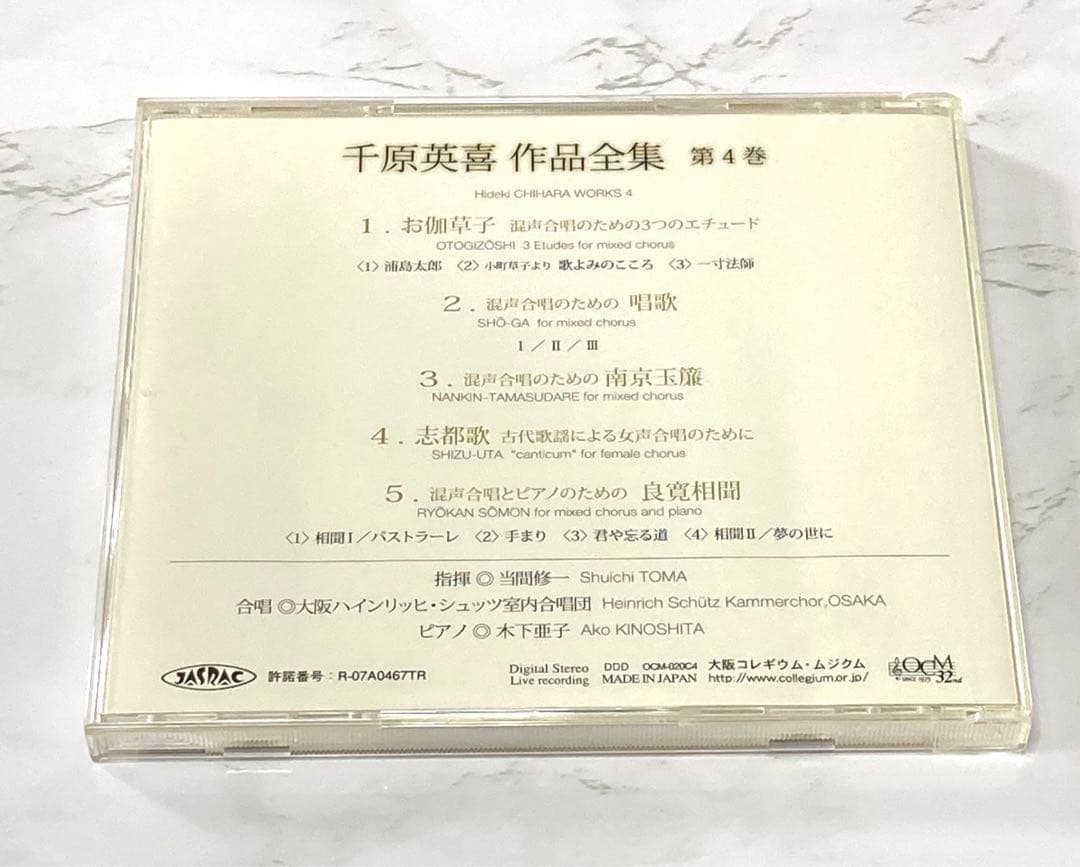 千原英喜 作品全集 第4巻
Hideki CHIHARA WORKS 4
1．お伽草子 混声合唱のための3つのエチュード
OTOGIZŌSHI 3 Etudes for mixed chorus
〈1〉浦島太郎 〈2〉小町草子より 歌よみのこころ 〈3〉一寸法師
2．混声合唱のための 唱歌
SHŌ-GA for mixed chorus
Ⅰ／Ⅱ／Ⅲ
3．混声合唱のための 南京玉簾
NANKIN-TAMASUDARE for mixed chorus
4．志都歌 古代歌謡による女声合唱のために
SHIZU-UTA "canticum" for female chorus
5．混声合唱とピアノのための 良寛相聞
RYŌKAN SŌMON for mixed chorus and piano
〈1〉相聞Ⅰ／パストラーレ 〈2〉手まり 〈3〉君や忘る道 〈4〉相聞Ⅱ／夢の世に
指揮◎当間修一 Shuichi TOMA
合唱◎大阪ハインリッヒ・シュッツ室内合唱団 Heinrich Schütz Kammerchor,OSAKA
ピアノ◎木下亜子 Ako KINOSHITA
JASRAC 許諾番号：R-07A0467TR
Digital Stereo DDD OCM-020C4 大阪コレギウム・ムジクム
Live recording MADE IN JAPAN http://www.collegium.or.jp/
OCM
SINCE 1975 32nd